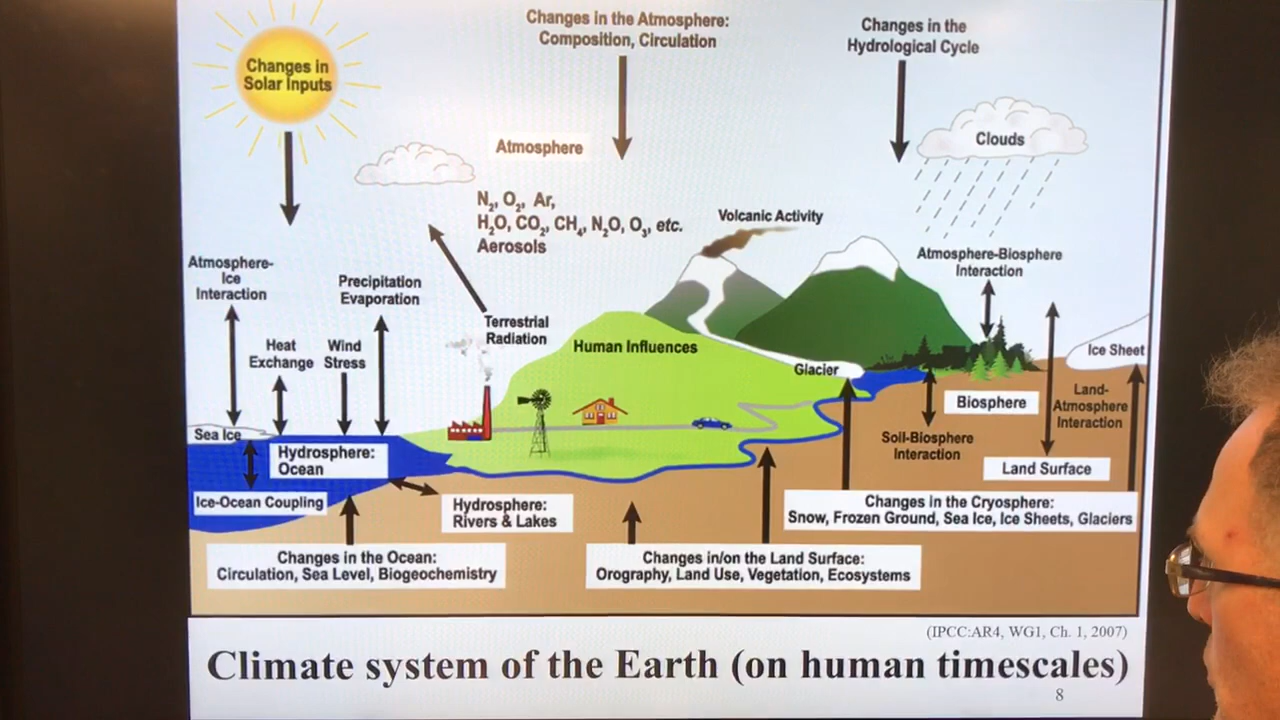 Changes in the Atmosphere:
Composition, Circulation
Changes in the
Hydrological Cycle
Changes in
Solar Inputs
Clouds
Atmosphere
N₂, O₂, Ar,
H₂O, CO₂, CH₄, N₂O, O₃, etc.
Aerosols
Volcanic Activity
Atmosphere-
Ice
Interaction
Precipitation
Evaporation
Atmosphere-Biosphere
Interaction
Terrestrial
Radiation
Heat
Exchange
Wind
Stress
Human Influences
Ice Sheet
Glacier
Land-
Atmosphere
Interaction
Biosphere
Sea Ice
Soil-Biosphere
Interaction
Hydrosphere:
Ocean
Land Surface
Ice-Ocean Coupling
Hydrosphere:
Rivers & Lakes
Changes in the Cryosphere:
Snow, Frozen Ground, Sea Ice, Ice Sheets, Glaciers
Changes in the Ocean:
Circulation, Sea Level, Biogeochemistry
Changes in/on the Land Surface:
Orography, Land Use, Vegetation, Ecosystems
(IPCC:AR4, WG1, Ch. 1, 2007)
Climate system of the Earth (on human timescales)
8